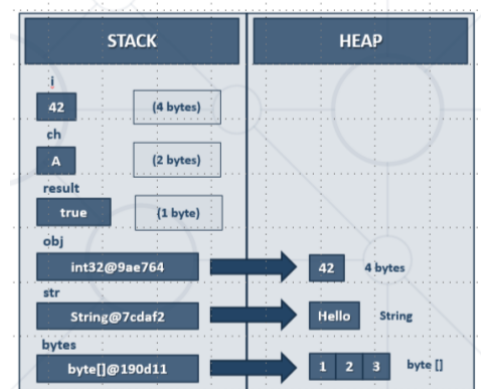 STACK HEAP
i
42 (4 bytes)
ch
A (2 bytes)
result
true (1 byte)
obj
int32@9ae764 42 4 bytes
str
String@7cdaf2 Hello String
bytes
byte[]@190d11 1 2 3 byte []